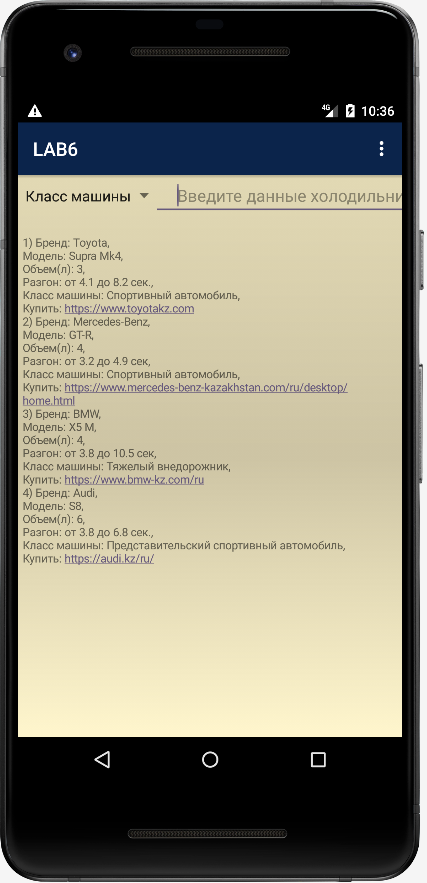 4G 10:36
LAB6
Класс машины Введите данные холодильни
1) Бренд: Toyota,
Модель: Supra Mk4,
Объем(л): 3,
Разгон: от 4.1 до 8.2 сек.,
Класс машины: Спортивный автомобиль,
Купить: https://www.toyotakz.com
2) Бренд: Mercedes-Benz,
Модель: GT-R,
Объем(л): 4,
Разгон: от 3.2 до 4.9 сек,
Класс машины: Спортивный автомобиль,
Купить: https://www.mercedes-benz-kazakhstan.com/ru/desktop/
home.html
3) Бренд: BMW,
Модель: X5 M,
Объем(л): 4,
Разгон: от 3.8 до 10.5 сек,
Класс машины: Тяжелый внедорожник,
Купить: https://www.bmw-kz.com/ru
4) Бренд: Audi,
Модель: S8,
Объем(л): 6,
Разгон: от 3.8 до 6.8 сек.,
Класс машины: Представительский спортивный автомобиль,
Купить: https://audi.kz/ru/